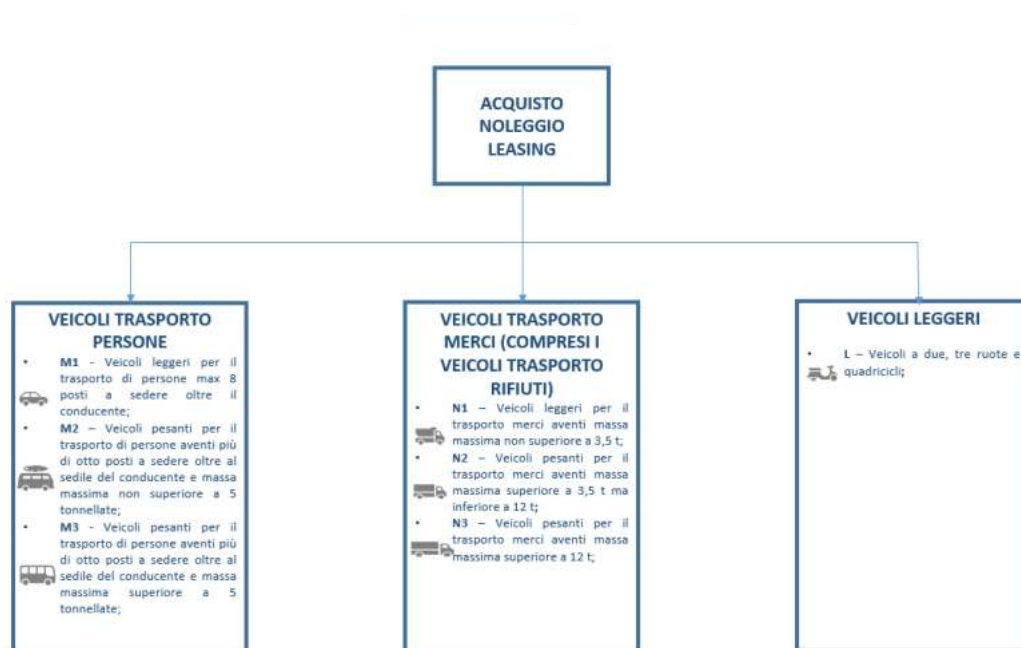 ACQUISTO
NOLEGGIO
LEASING
VEICOLI TRASPORTO
PERSONE
• M1 - Veicoli leggeri per il
trasporto di persone max 8
posti a sedere oltre il
conducente;
• M2 – Veicoli pesanti per il
trasporto di persone aventi più
di otto posti a sedere oltre al
sedile del conducente e massa
massima non superiore a 5
tonnellate;
• M3 - Veicoli pesanti per il
trasporto di persone aventi più
di otto posti a sedere oltre al
sedile del conducente e massa
massima superiore a 5
tonnellate;
VEICOLI TRASPORTO
MERCI (COMPRESI I
VEICOLI TRASPORTO
RIFIUTI)
• N1 – Veicoli leggeri per il
trasporto merci aventi massa
massima non superiore a 3,5 t;
• N2 – Veicoli pesanti per il
trasporto merci aventi massa
massima superiore a 3,5 t ma
inferiore a 12 t;
• N3 – Veicoli pesanti per il
trasporto merci aventi massa
massima superiore a 12 t;
VEICOLI LEGGERI
• L – Veicoli a due, tre ruote e
quadricicli;